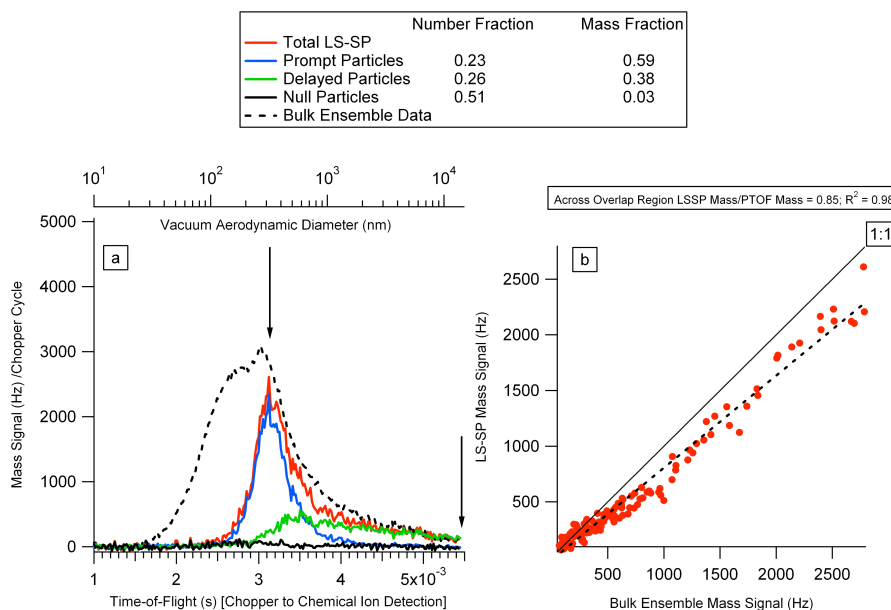 Number Fraction Mass Fraction
Total LS-SP
Prompt Particles 0.23 0.59
Delayed Particles 0.26 0.38
Null Particles 0.51 0.03
Bulk Ensemble Data
10^1 10^2 10^3 10^4
Vacuum Aerodynamic Diameter (nm)
a
5000
4000
3000
2000
1000
0
Mass Signal (Hz) /Chopper Cycle
1 2 3 4 5x10^-3
Time-of-Flight (s) [Chopper to Chemical Ion Detection]
Across Overlap Region LSSP Mass/PTOF Mass = 0.85; R^2 = 0.98
1:1
b
2500
2000
1500
1000
500
LS-SP Mass Signal (Hz)
500 1000 1500 2000 2500
Bulk Ensemble Mass Signal (Hz)